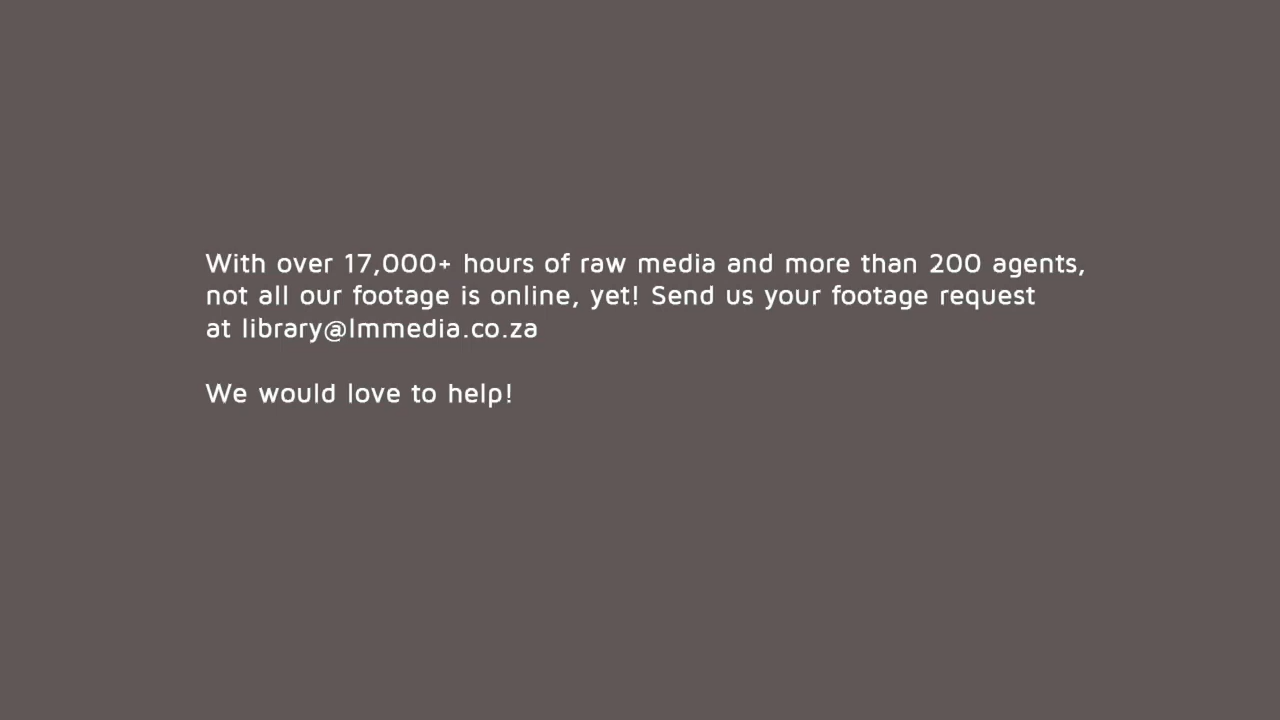 With over 17,000+ hours of raw media and more than 200 agents,
not all our footage is online, yet! Send us your footage request
at library@lmmedia.co.za
We would love to help!